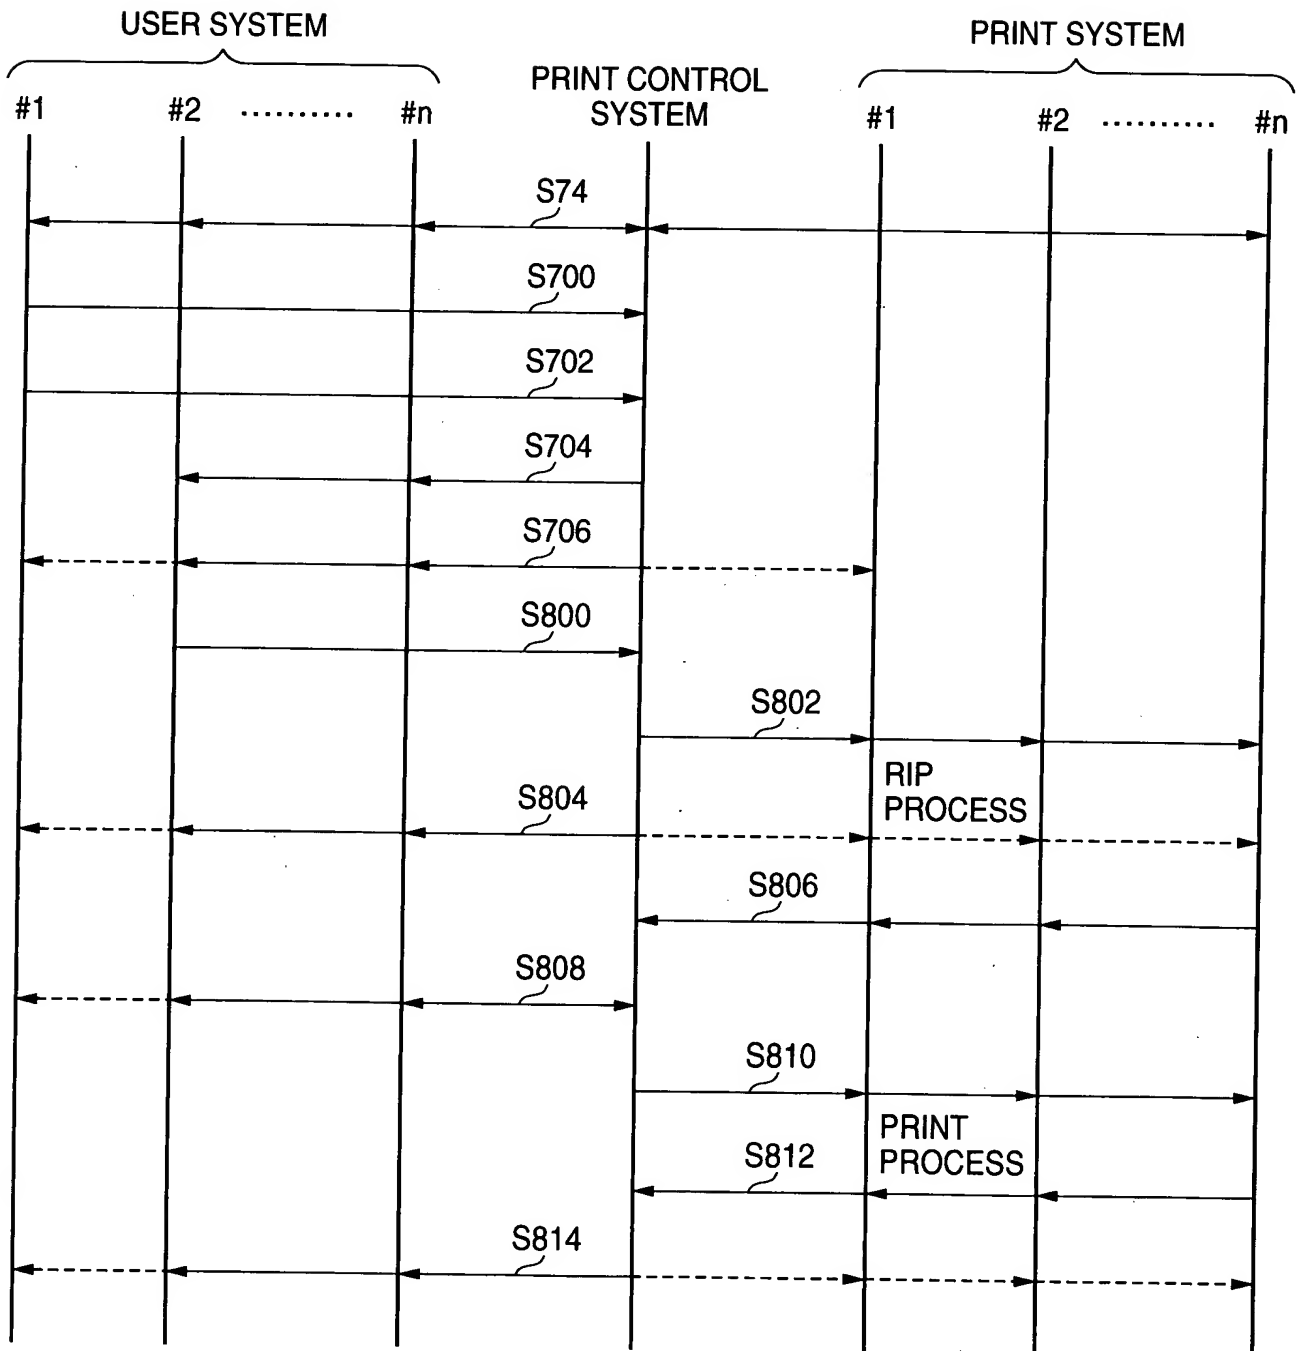 USER SYSTEM
PRINT SYSTEM
PRINT CONTROL
SYSTEM
#1 #2 .......... #n
#1 #2 .......... #n
S74
S700
S702
S704
S706
S800
S802
RIP
PROCESS
S804
S806
S808
S810
PRINT
PROCESS
S812
S814